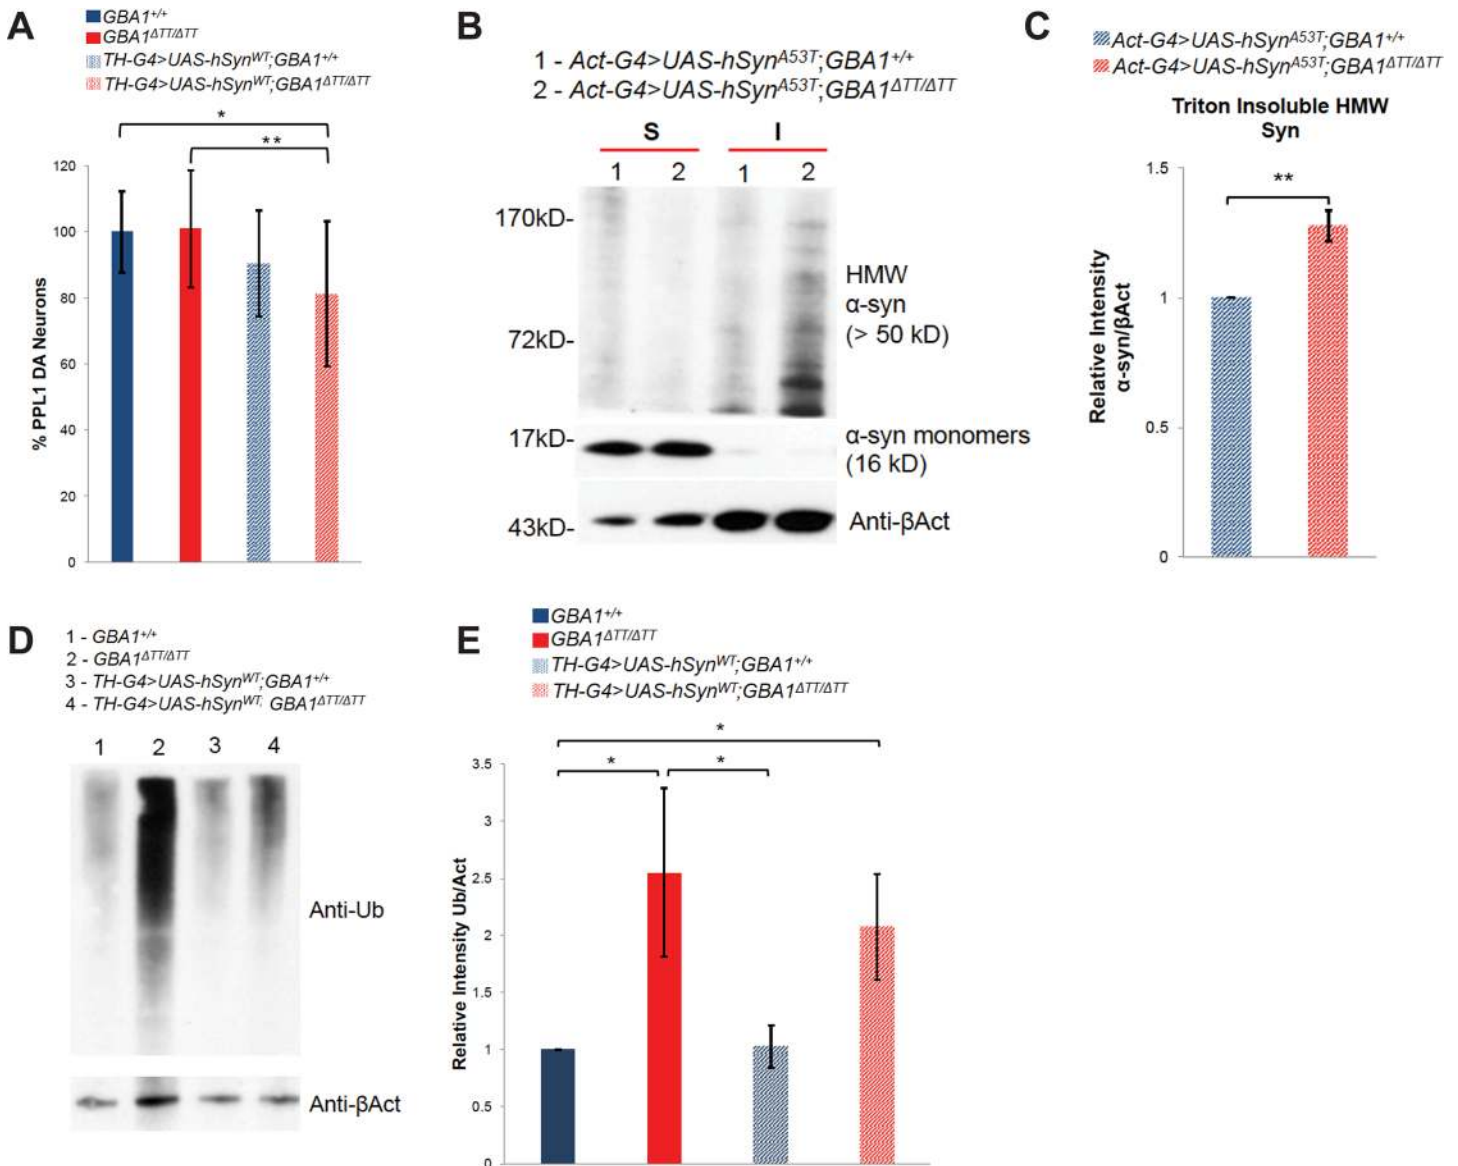 A
GBA1+/+
GBA1ΔTT/ΔTT
TH-G4>UAS-hSynWT;GBA1+/+
TH-G4>UAS-hSynWT;GBA1ΔTT/ΔTT
*
**
120
100
80
60
40
20
0
% PPL1 DA Neurons
B
1 - Act-G4>UAS-hSynA53T;GBA1+/+
2 - Act-G4>UAS-hSynA53T;GBA1ΔTT/ΔTT
S I
1 2 1 2
170kD-
72kD-
17kD-
43kD-
HMW
α-syn
(> 50 kD)
α-syn monomers
(16 kD)
Anti-βAct
C
Act-G4>UAS-hSynA53T;GBA1+/+
Act-G4>UAS-hSynA53T;GBA1ΔTT/ΔTT
Triton Insoluble HMW
Syn
**
1.5
1
0.5
0
Relative Intensity
α-syn/βAct
D
1 - GBA1+/+
2 - GBA1ΔTT/ΔTT
3 - TH-G4>UAS-hSynWT;GBA1+/+
4 - TH-G4>UAS-hSynWT; GBA1ΔTT/ΔTT
1 2 3 4
Anti-Ub
Anti-βAct
E
GBA1+/+
GBA1ΔTT/ΔTT
TH-G4>UAS-hSynWT;GBA1+/+
TH-G4>UAS-hSynWT;GBA1ΔTT/ΔTT
*
* *
3.5
3
2.5
2
1.5
1
0.5
0
Relative Intensity Ub/Act